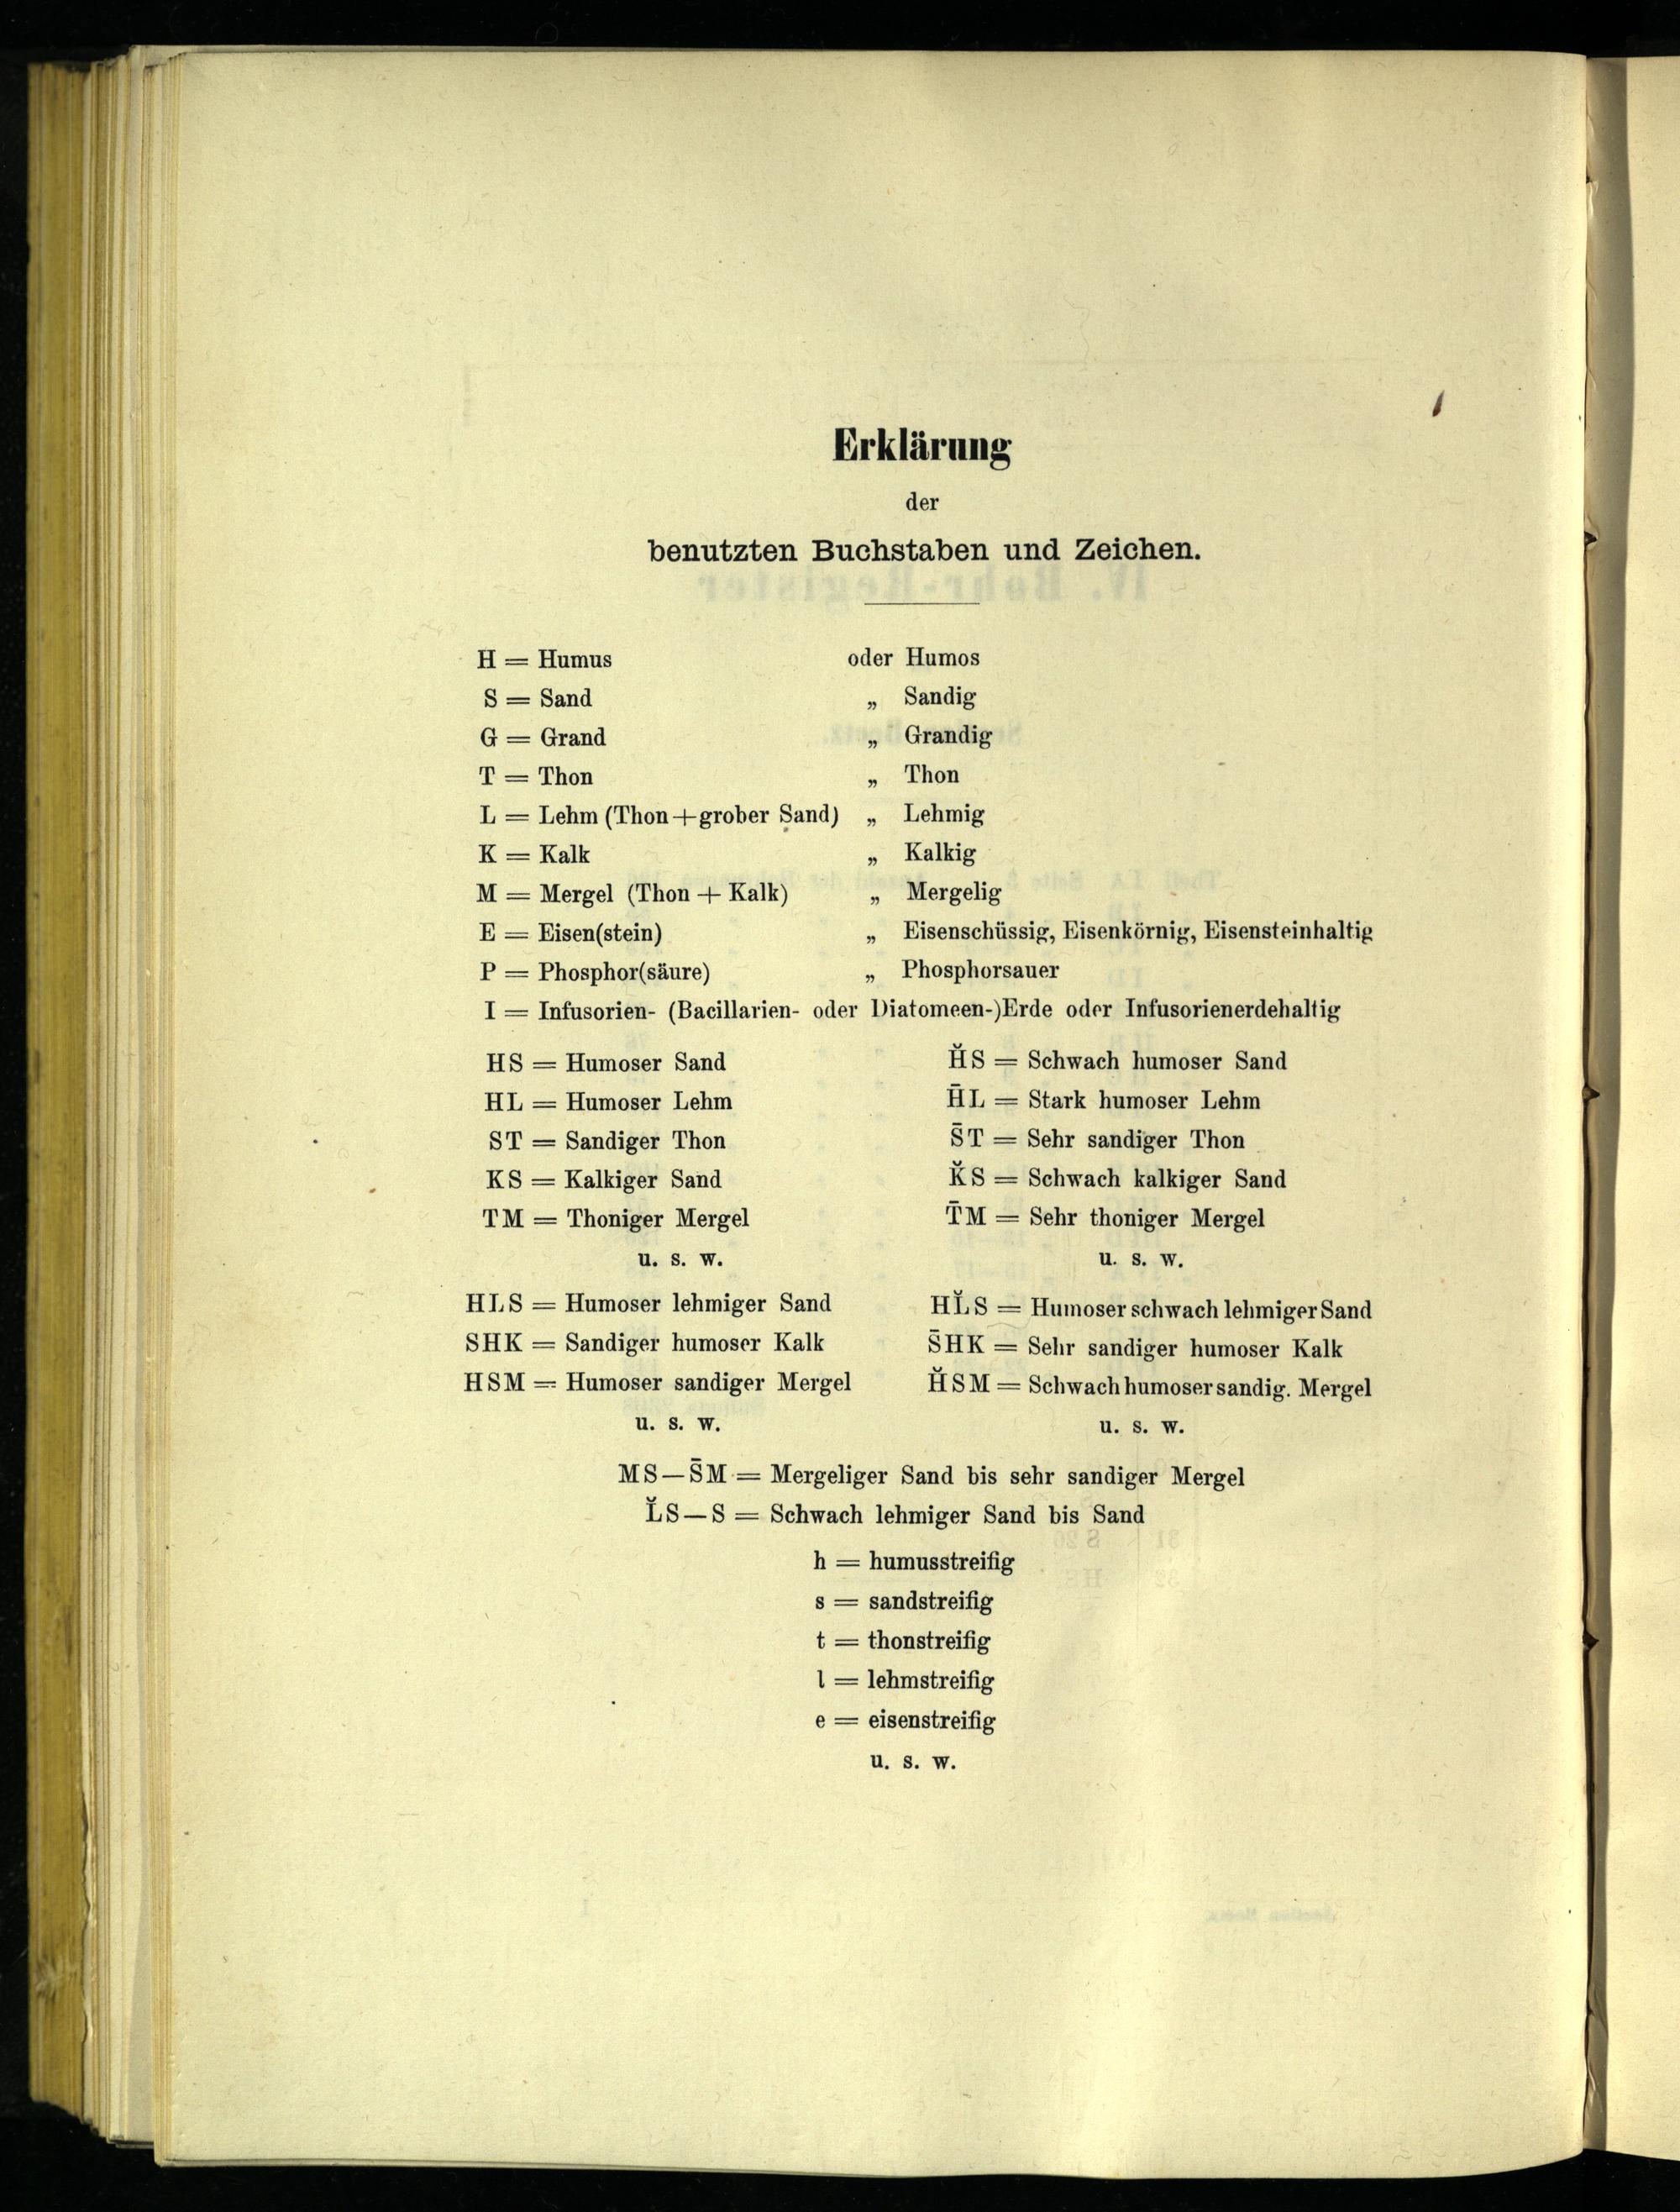 Erklärung
der
benutzten Buchstaben und Zeichen.
H = Humus oder Humos
S = Sand „ Sandig
G = Grand „ Grandig
T = Thon „ Thon
L = Lehm (Thon+grober Sand) „ Lehmig
K = Kalk „ Kalkig
M = Mergel (Thon + Kalk) „ Mergelig
E = Eisen(stein) „ Eisenschüssig, Eisenkörnig, Eisensteinhaltig
P = Phosphor(säure) „ Phosphorsauer
I = Infusorien- (Bacillarien- oder Diatomeen-)Erde oder Infusorienerdehaltig
HS = Humoser Sand H̆S = Schwach humoser Sand
HL = Humoser Lehm H̄L = Stark humoser Lehm
ST = Sandiger Thon S̄T = Sehr sandiger Thon
KS = Kalkiger Sand K̆S = Schwach kalkiger Sand
TM = Thoniger Mergel T̄M = Sehr thoniger Mergel
u. s. w. u. s. w.
HLS = Humoser lehmiger Sand HL̆S = Humoser schwach lehmiger Sand
SHK = Sandiger humoser Kalk S̄HK = Sehr sandiger humoser Kalk
HSM = Humoser sandiger Mergel H̆SM = Schwach humoser sandig. Mergel
u. s. w. u. s. w.
MS—S̄M = Mergeliger Sand bis sehr sandiger Mergel
L̆S—S = Schwach lehmiger Sand bis Sand
h = humusstreifig
s = sandstreifig
t = thonstreifig
l = lehmstreifig
e = eisenstreifig
u. s. w.